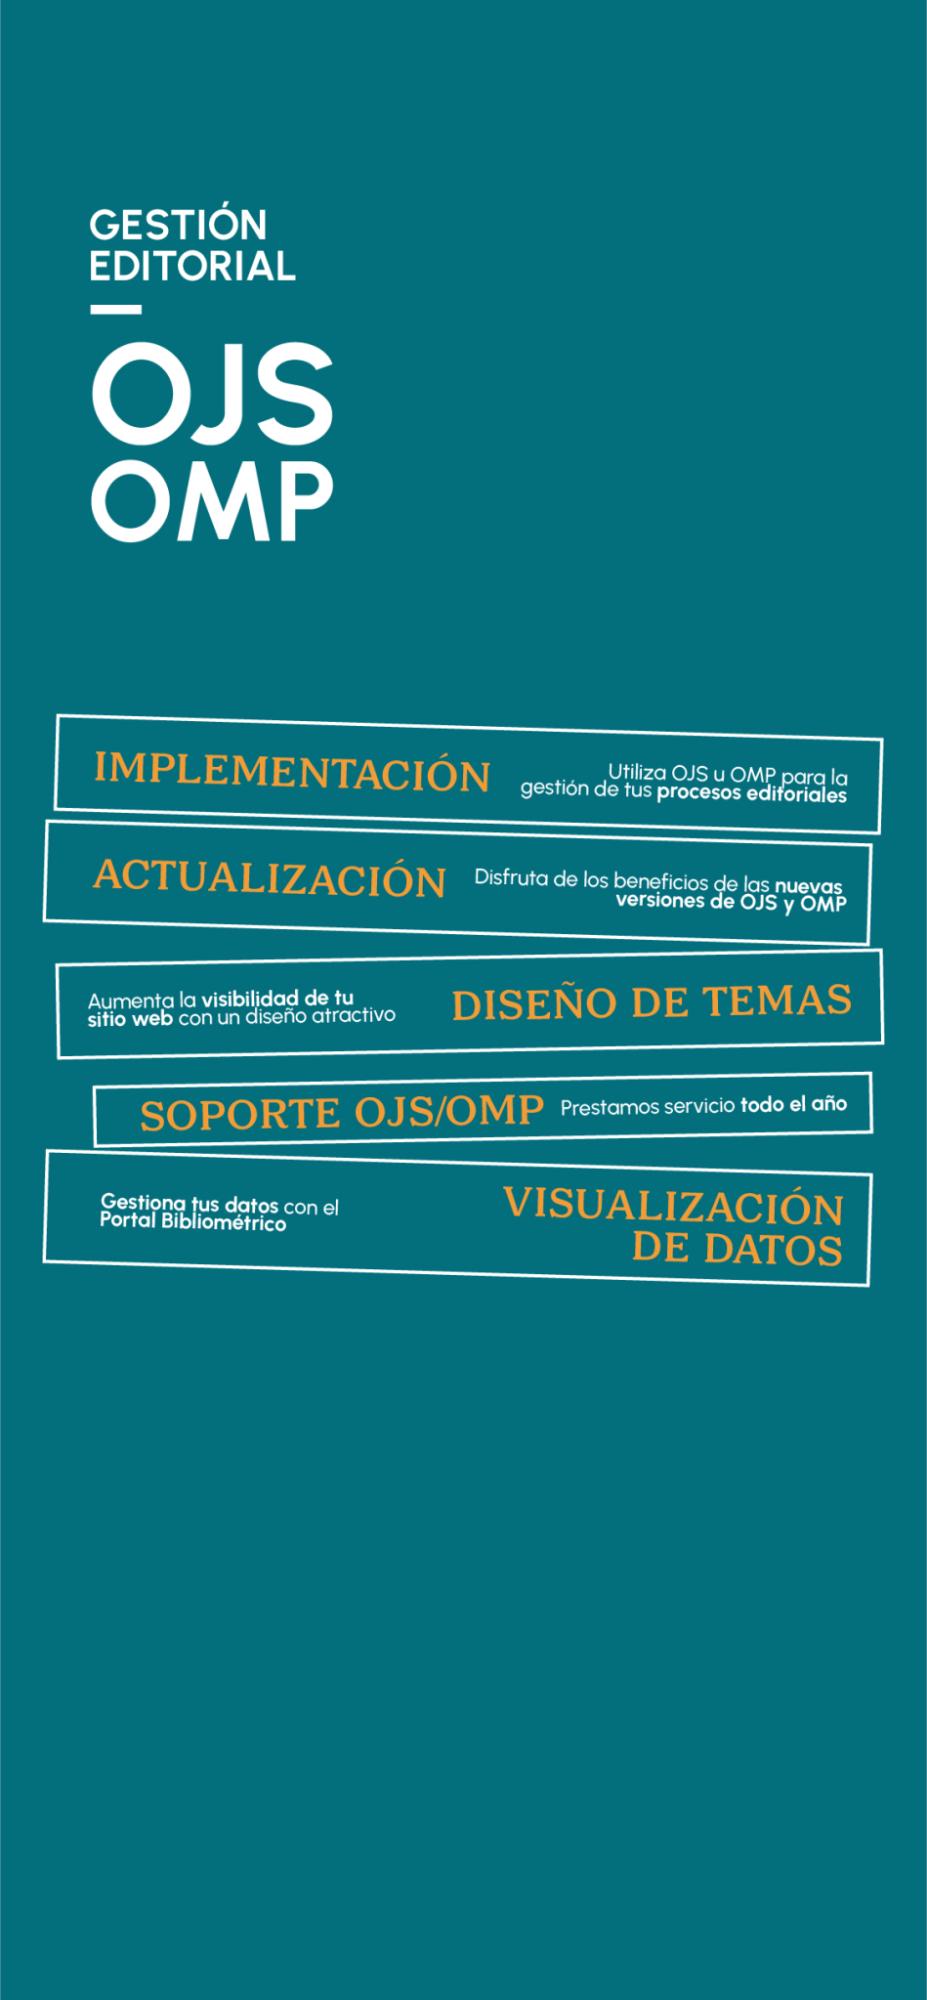 GESTIÓN
EDITORIAL
OJS
OMP
IMPLEMENTACIÓN
Utiliza OJS u OMP para la
gestión de tus procesos editoriales
ACTUALIZACIÓN
Disfruta de los beneficios de las nuevas
versiones de OJS y OMP
Aumenta la visibilidad de tu
sitio web con un diseño atractivo
DISEÑO DE TEMAS
SOPORTE OJS/OMP
Prestamos servicio todo el año
Gestiona tus datos con el
Portal Bibliométrico
VISUALIZACIÓN
DE DATOS